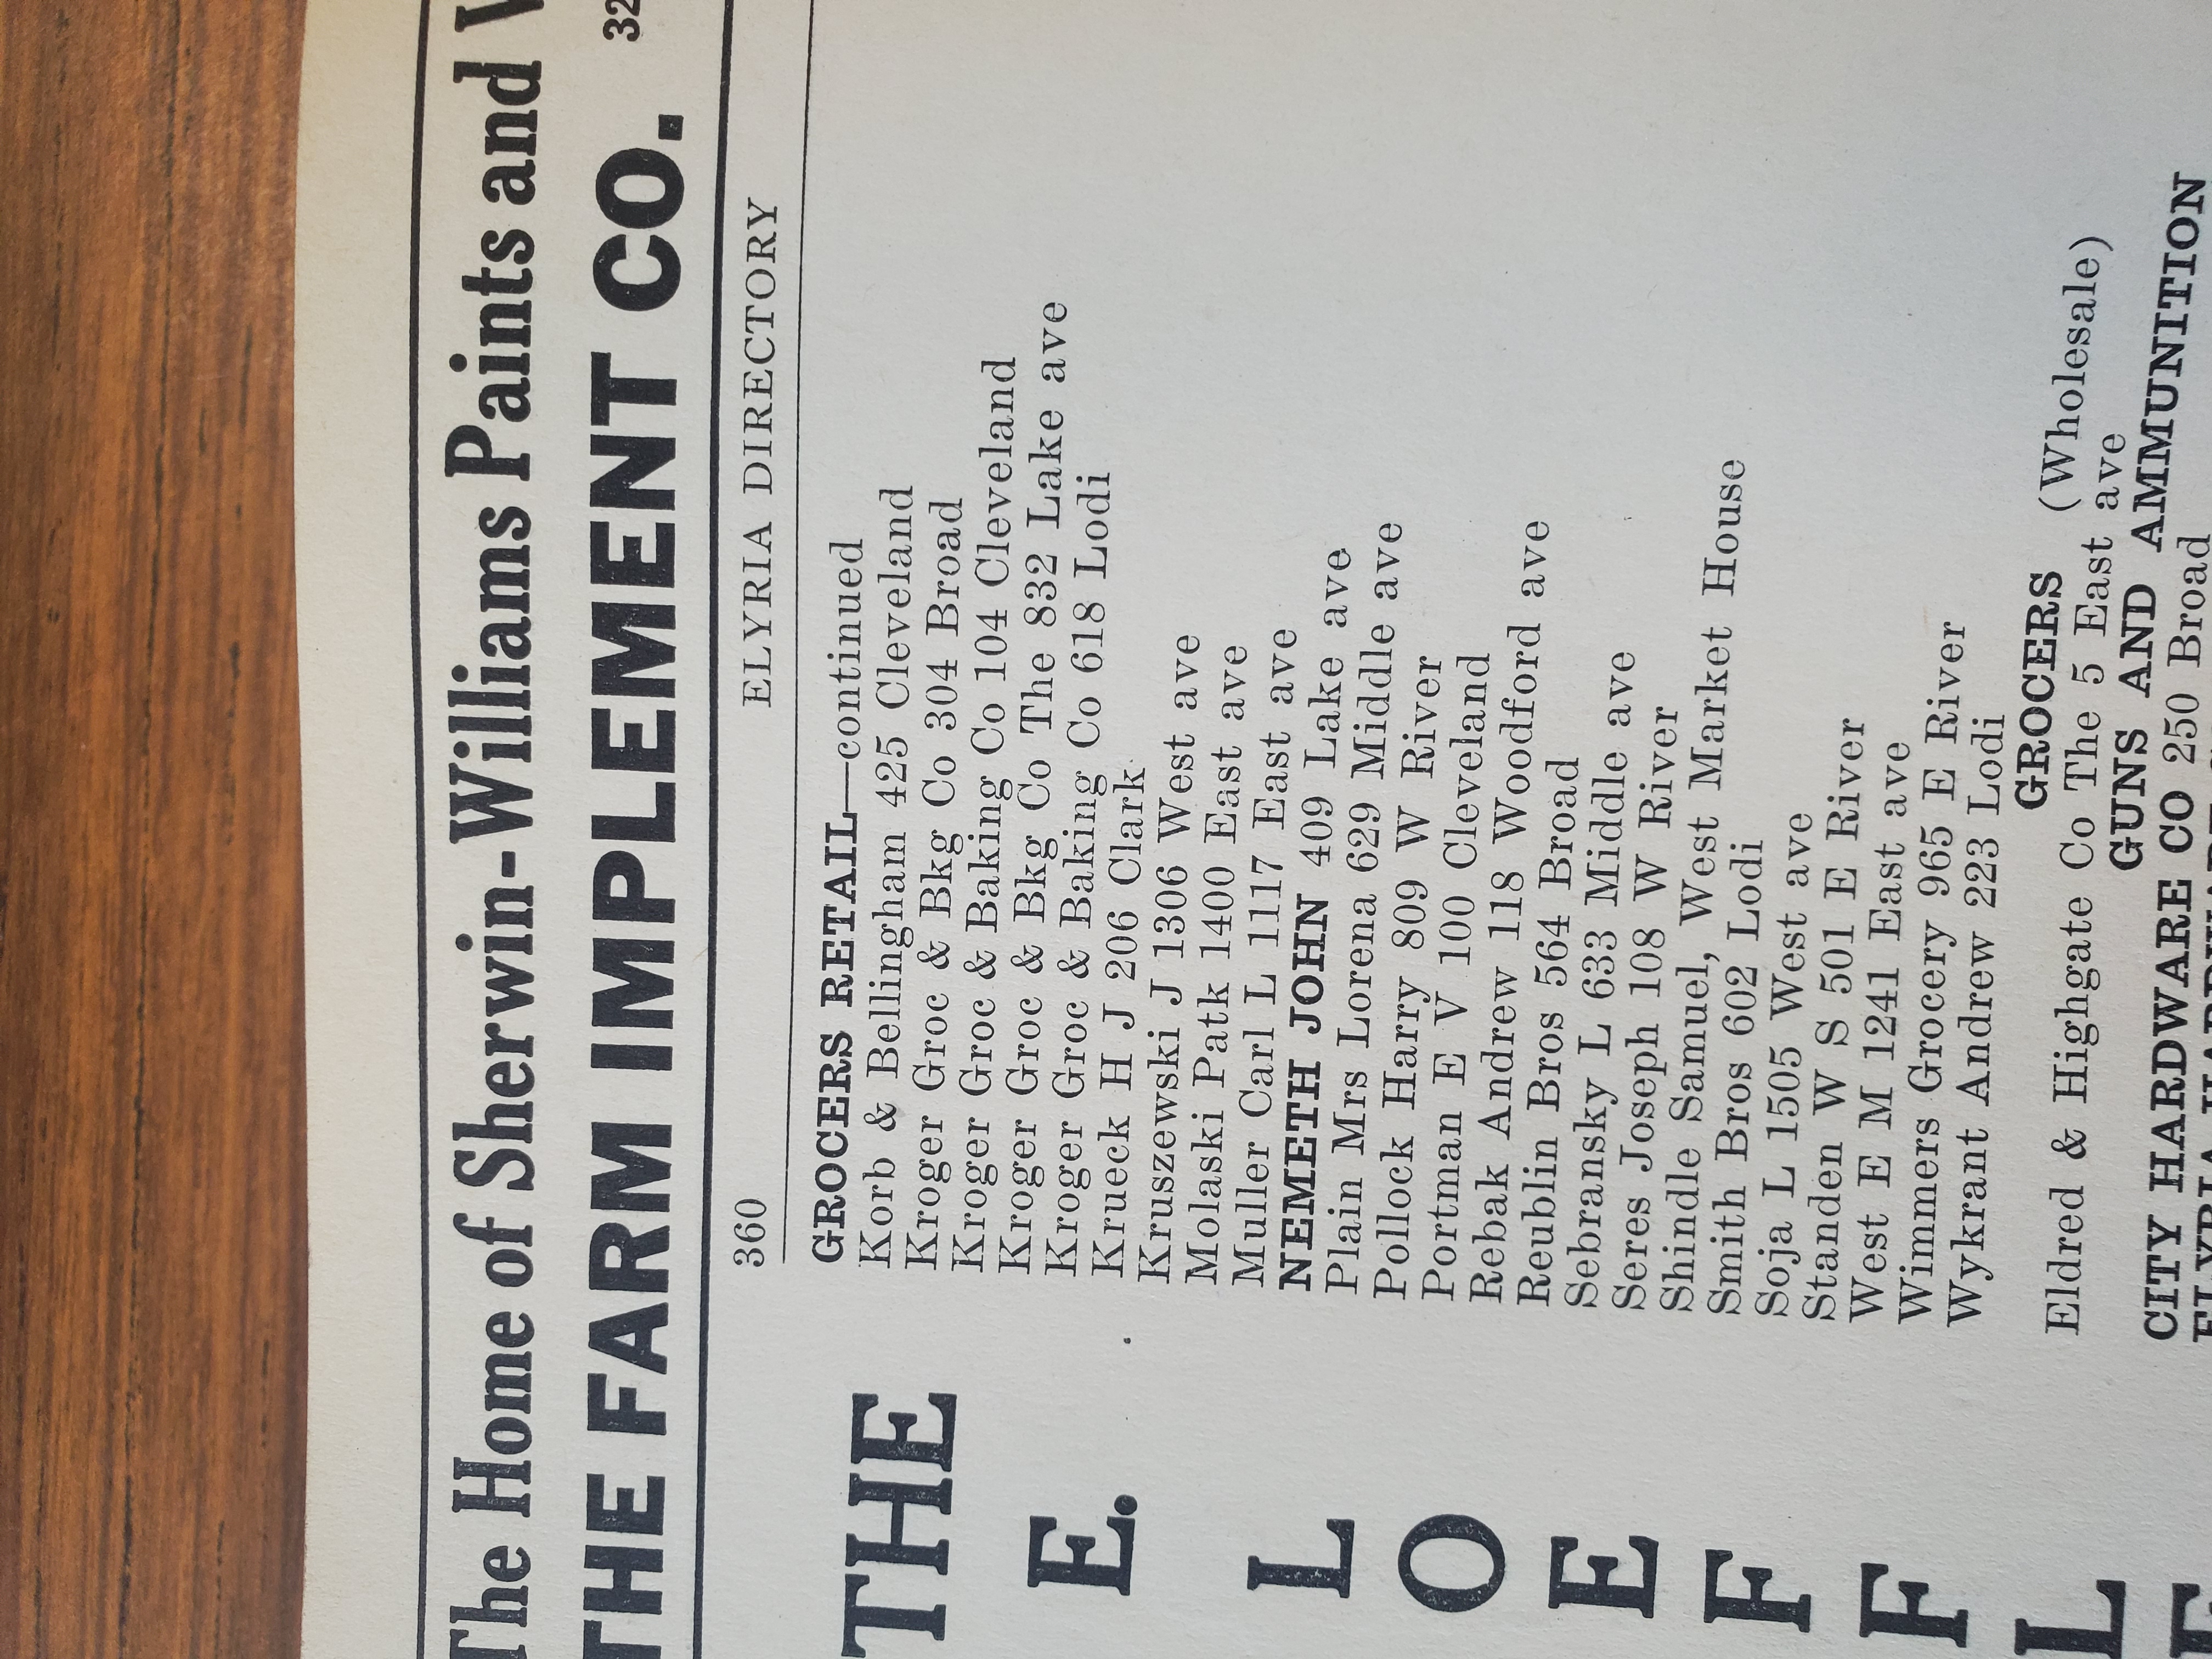 The Home of Sherwin-Williams Paints and
THE FARM IMPLEMENT CO. 32
360 ELYRIA DIRECTORY
GROCERS RETAIL—continued
Korb & Bellingham 425 Cleveland
Kroger Groc & Bkg Co 304 Broad
Kroger Groc & Baking Co 104 Cleveland
Kroger Groc & Bkg Co The 832 Lake ave
Kroger Groc & Baking Co 618 Lodi
Krueck H J 206 Clark
Kruszewski J 1306 West ave
Molaski Patk 1400 East ave
Muller Carl L 1117 East ave
NEMETH JOHN 409 Lake ave
Plain Mrs Lorena 629 Middle ave
Pollock Harry 809 W River
Portman E V 100 Cleveland
Rebak Andrew 118 Woodford ave
Reublin Bros 564 Broad
Sebransky L 633 Middle ave
Seres Joseph 108 W River
Shindle Samuel, West Market House
Smith Bros 602 Lodi
Soja L 1505 West ave
Standen W S 501 E River
West E M 1241 East ave
Wimmers Grocery 965 E River
Wykrant Andrew 223 Lodi
GROCERS (Wholesale)
Eldred & Highgate Co The 5 East ave
GUNS AND AMMUNITION
CITY HARDWARE CO 250 Broad
THE
E.
L
O
E
F
F
L